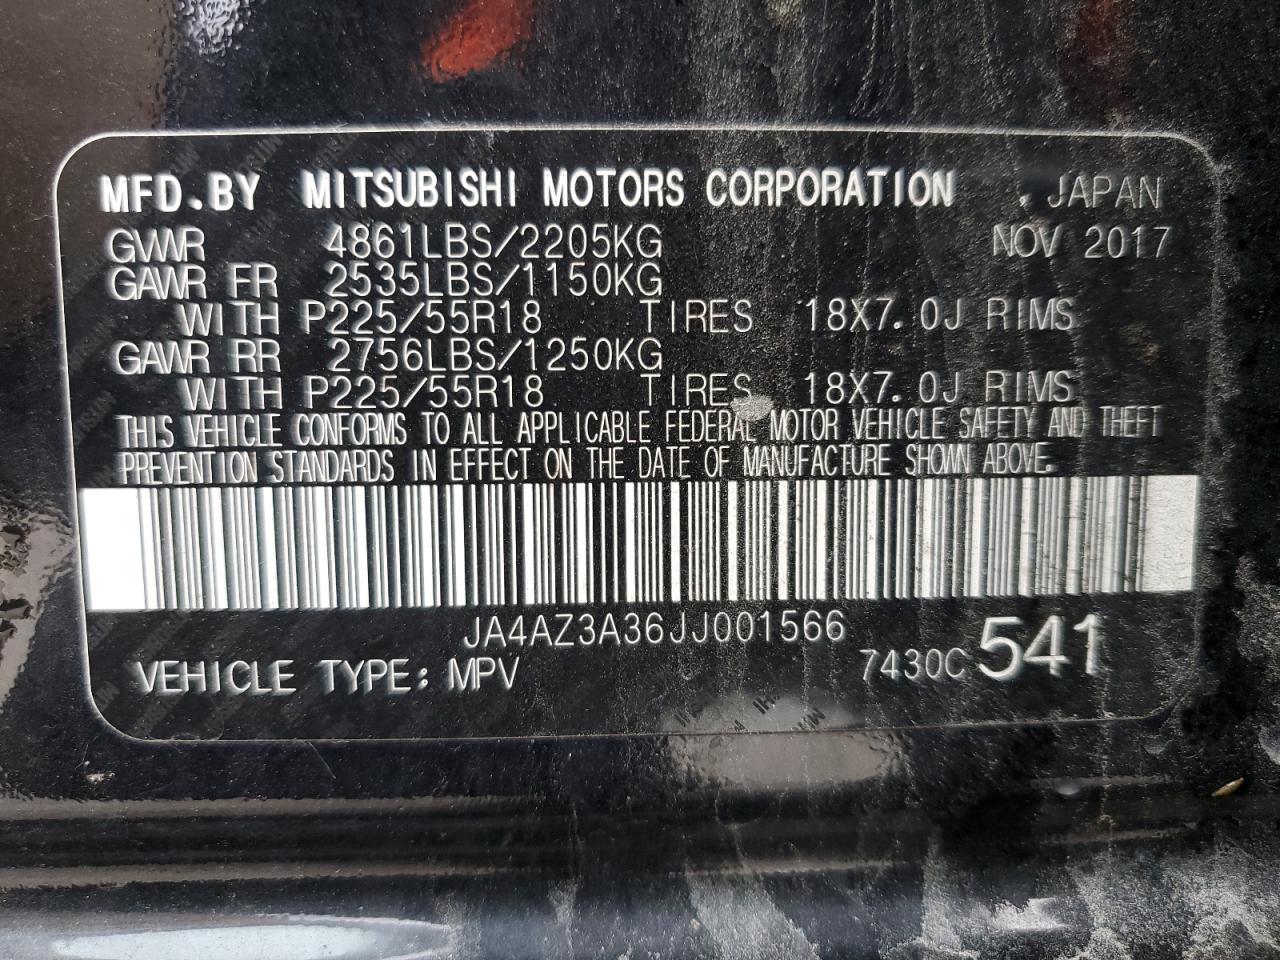 MFD.BY MITSUBISHI MOTORS CORPORATION , JAPAN
GVWR 4861LBS/2205KG NOV 2017
GAWR FR 2535LBS/1150KG
WITH P225/55R18 TIRES 18X7.0J RIMS
GAWR RR 2756LBS/1250KG
WITH P225/55R18 TIRES 18X7.0J RIMS
THIS VEHICLE CONFORMS TO ALL APPLICABLE FEDERAL MOTOR VEHICLE SAFETY AND THEFT
PREVENTION STANDARDS IN EFFECT ON THE DATE OF MANUFACTURE SHOWN ABOVE.
JA4AZ3A36JJ001566
VEHICLE TYPE: MPV 7430C 541